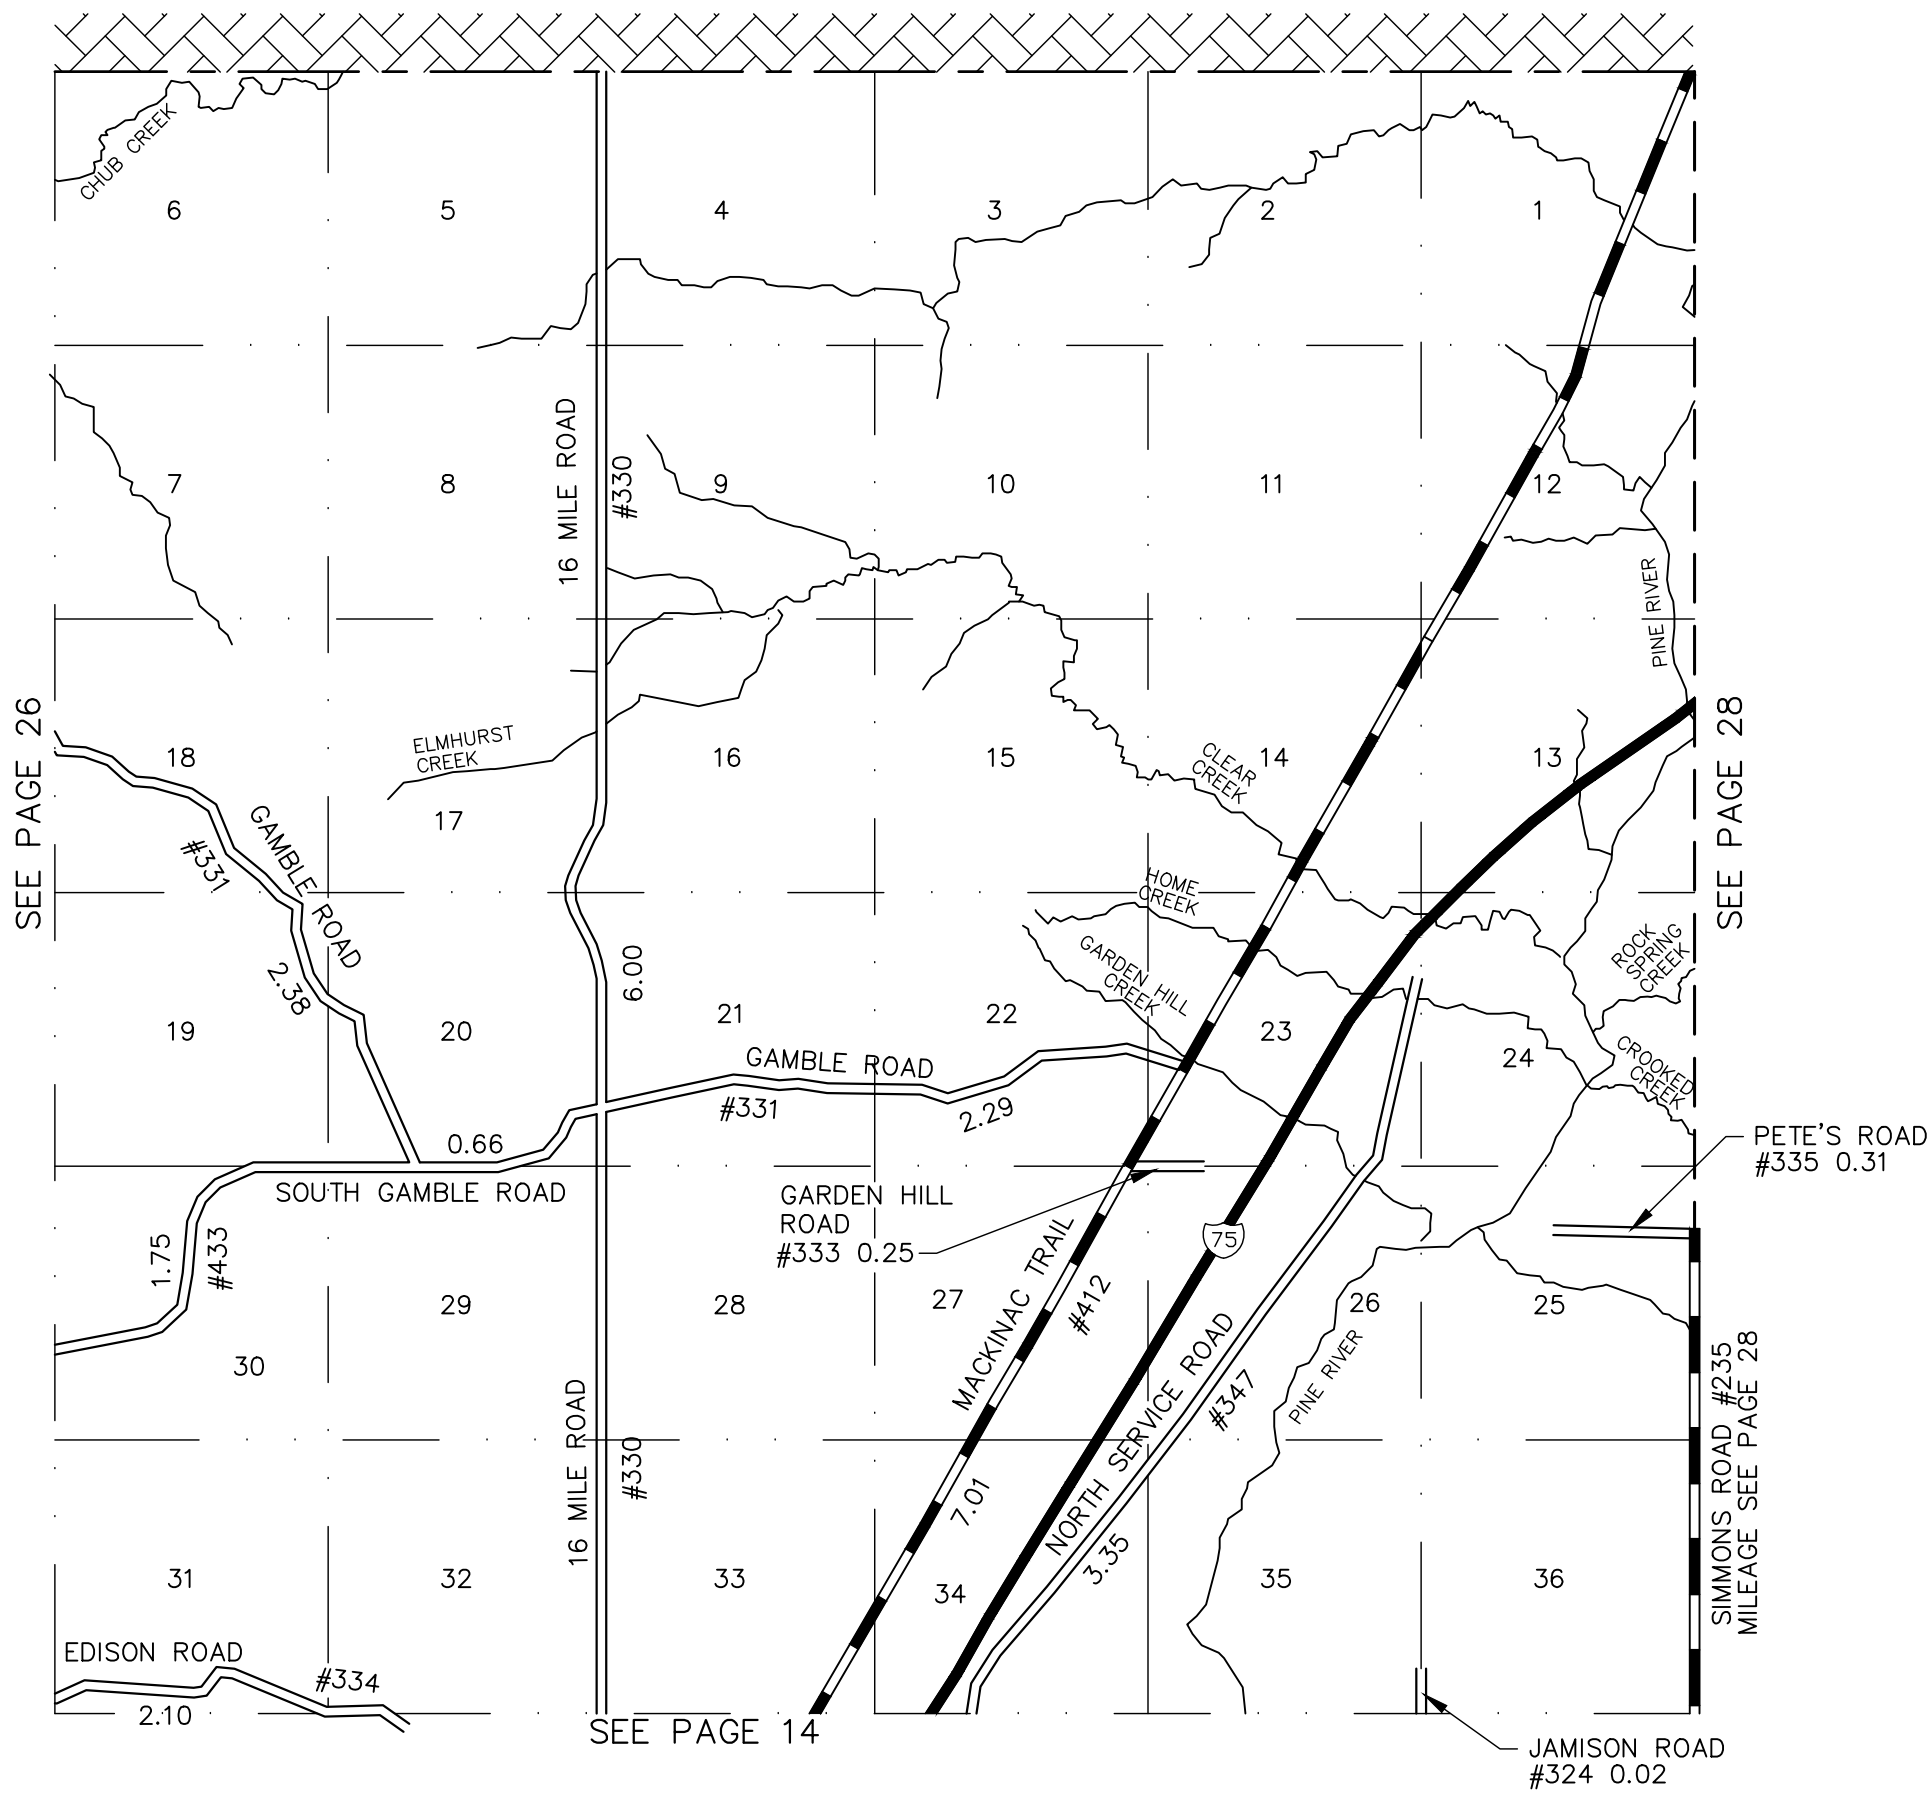 CHUB CREEK
6
5
4
3
2
1
16 MILE ROAD
#330
7
8
9
10
11
12
PINE RIVER
SEE PAGE 26
SEE PAGE 28
18
ELMHURST
CREEK
17
16
15
CLEAR
CREEK
14
13
GAMBLE ROAD
#331
2.38
HOME
CREEK
GARDEN HILL
CREEK
ROCK
SPRING
CREEK
6.00
19
20
21
22
23
24
CROOKED
CREEK
GAMBLE ROAD
#331
2.29
0.66
SOUTH GAMBLE ROAD
PETE'S ROAD
#335 0.31
GARDEN HILL
ROAD
#333 0.25
75
1.75
#433
30
29
28
27
26
25
MACKINAC TRAIL
#412
7.01
NORTH SERVICE ROAD
#347
3.35
PINE RIVER
SIMMONS ROAD #235
MILEAGE SEE PAGE 28
16 MILE ROAD
#330
31
32
33
34
35
36
EDISON ROAD
#334
2.10
SEE PAGE 14
JAMISON ROAD
#324 0.02